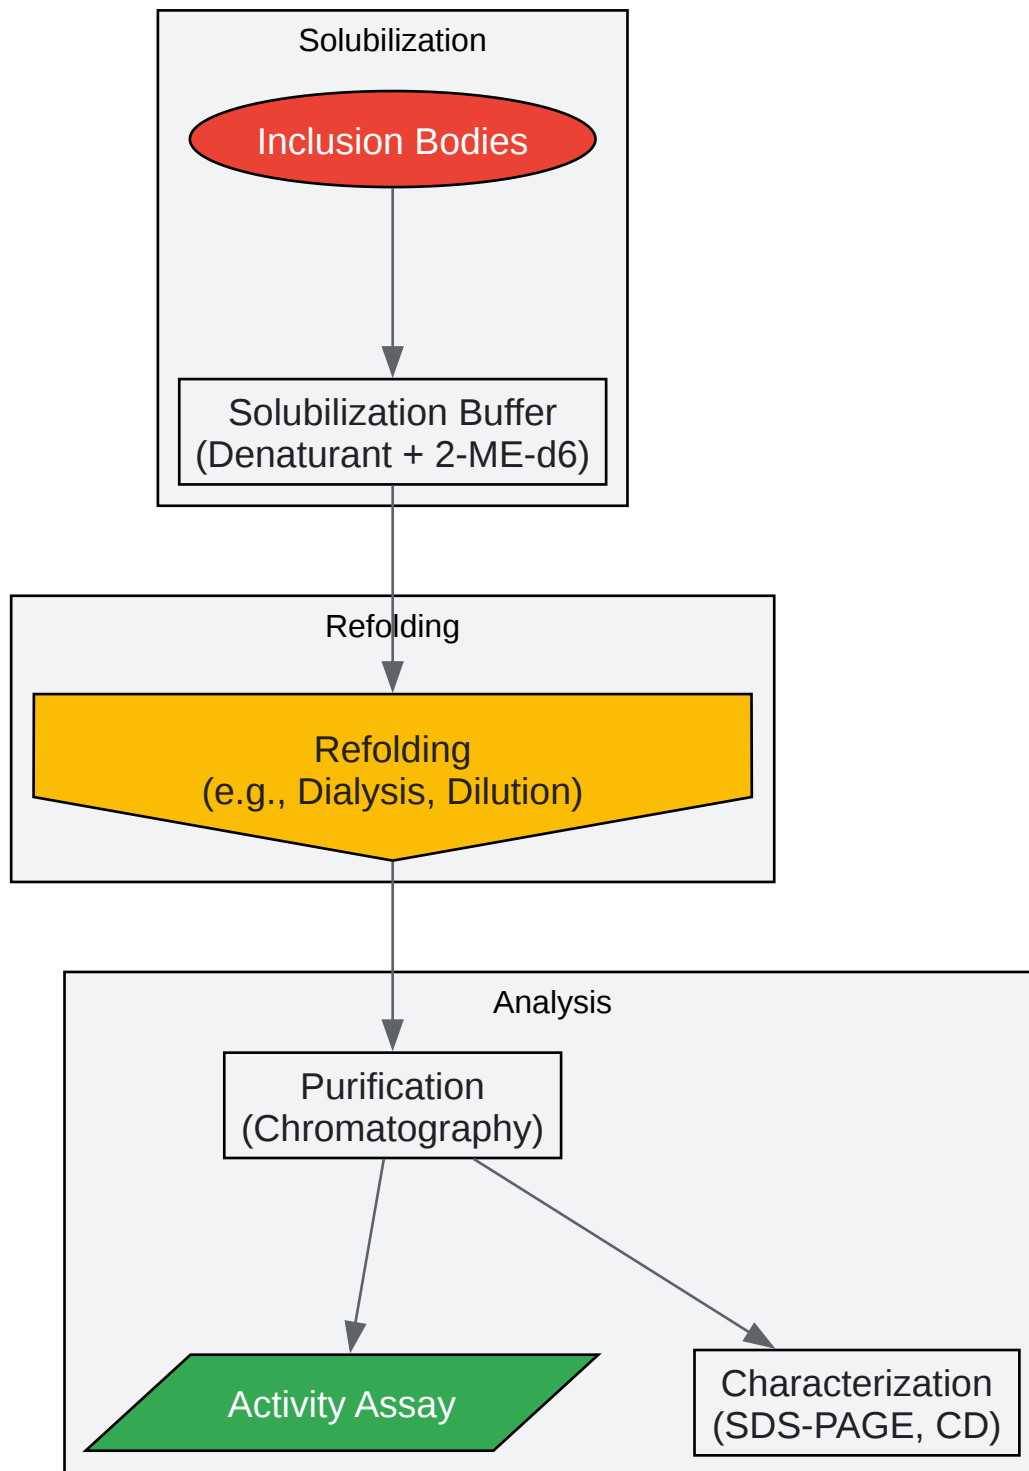 Solubilization
Inclusion Bodies
Solubilization Buffer
(Denaturant + 2-ME-d6)
Refolding
Refolding
(e.g., Dialysis, Dilution)
Analysis
Purification
(Chromatography)
Activity Assay
Characterization
(SDS-PAGE, CD)